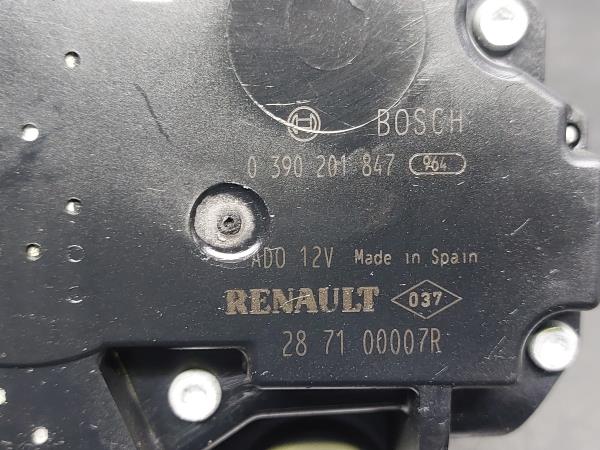 BOSCH
0 390 201 847 964
ADO 12V Made in Spain
RENAULT 037
28 71 00007R